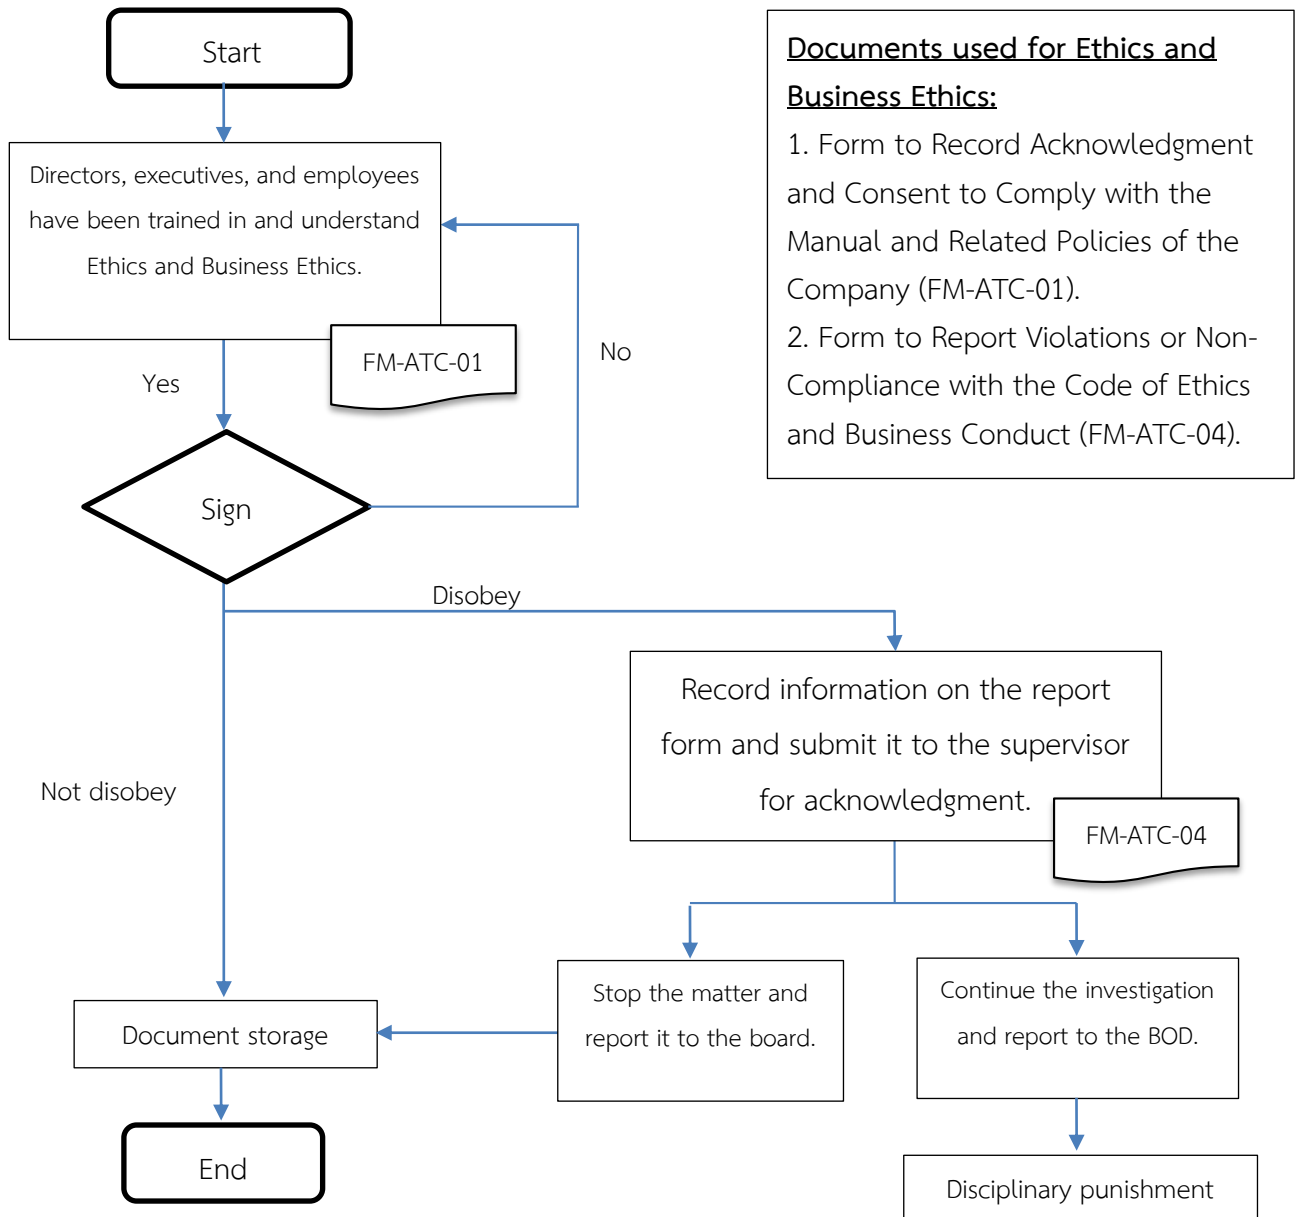 Start
Documents used for Ethics and
Business Ethics:
1. Form to Record Acknowledgment
and Consent to Comply with the
Manual and Related Policies of the
Company (FM-ATC-01).
2. Form to Report Violations or Non-
Compliance with the Code of Ethics
and Business Conduct (FM-ATC-04).
Directors, executives, and employees
have been trained in and understand
Ethics and Business Ethics.
FM-ATC-01
No
Yes
Sign
Disobey
Record information on the report
form and submit it to the supervisor
for acknowledgment.
FM-ATC-04
Not disobey
Stop the matter and
report it to the board.
Continue the investigation
and report to the BOD.
Document storage
End
Disciplinary punishment